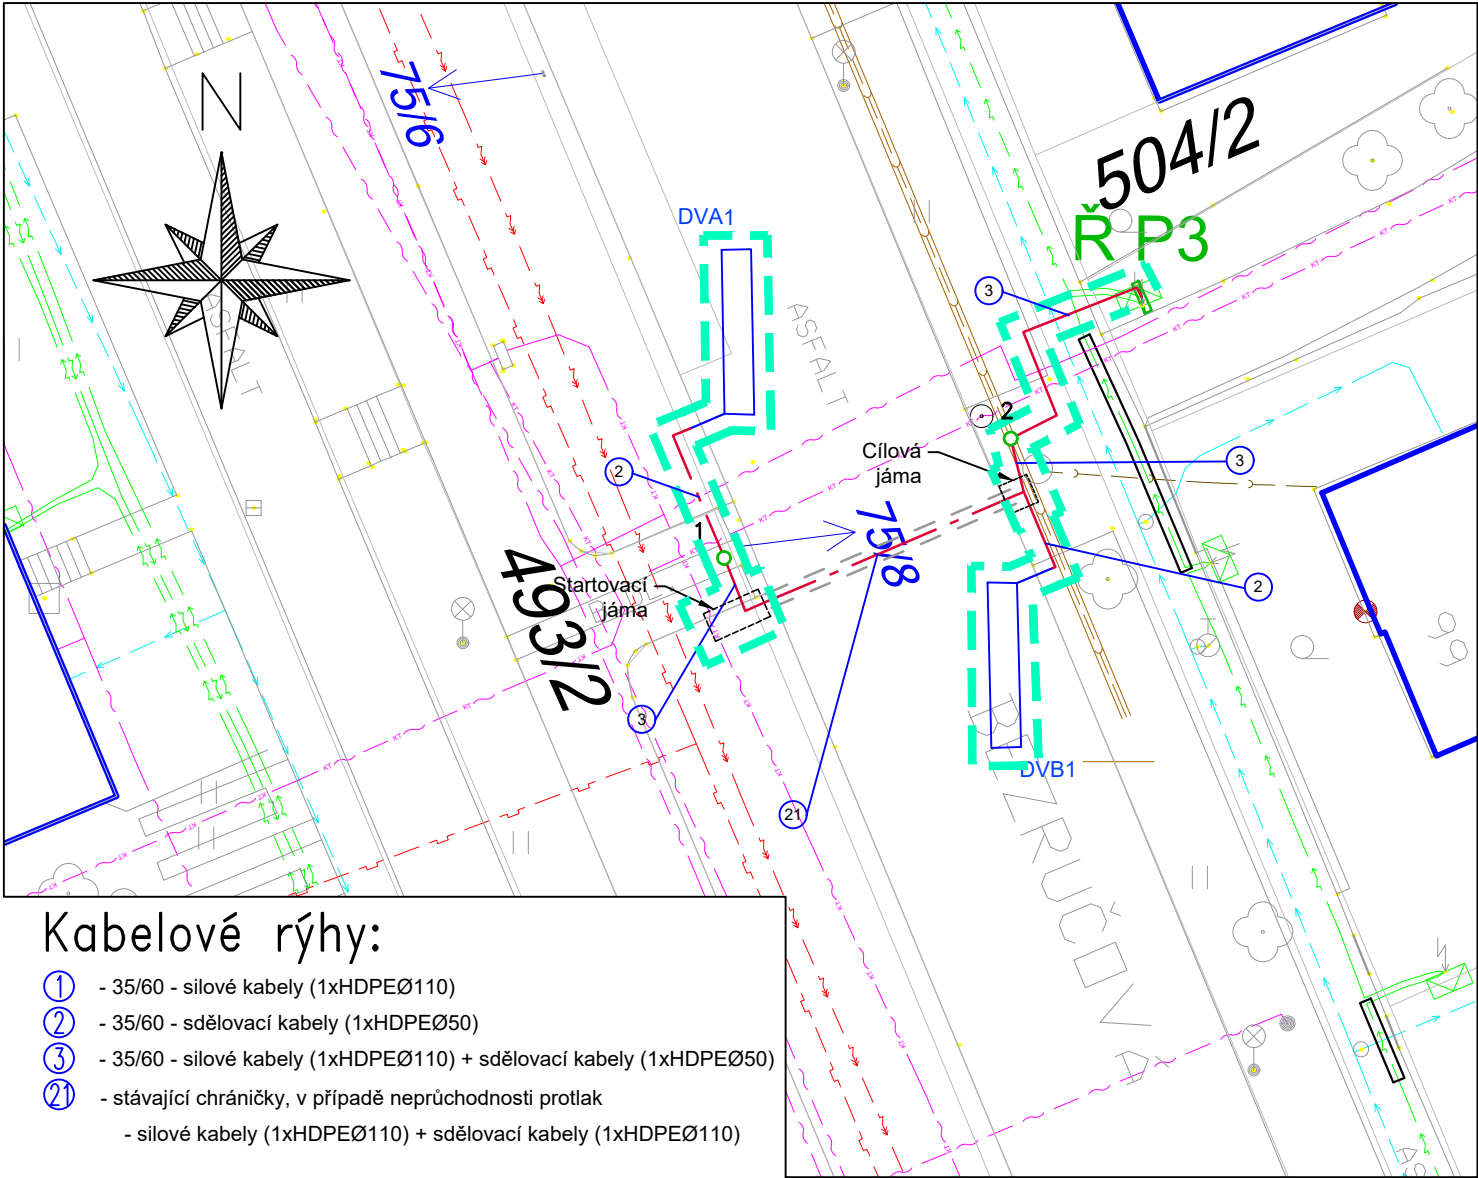 N
75/6
504/2
Ř P3
DVA1
3
ASFALT
ASFALT
2
Cílová
jáma
3
2
1
75/8
493/2
Startovací
jáma
2
3
DVB1
21
BEZRUČOVA
Kabelové rýhy:
1 - 35/60 - silové kabely (1xHDPEØ110)
2 - 35/60 - sdělovací kabely (1xHDPEØ50)
3 - 35/60 - silové kabely (1xHDPEØ110) + sdělovací kabely (1xHDPEØ50)
21 - stávající chráničky, v případě neprůchodnosti protlak
- silové kabely (1xHDPEØ110) + sdělovací kabely (1xHDPEØ110)